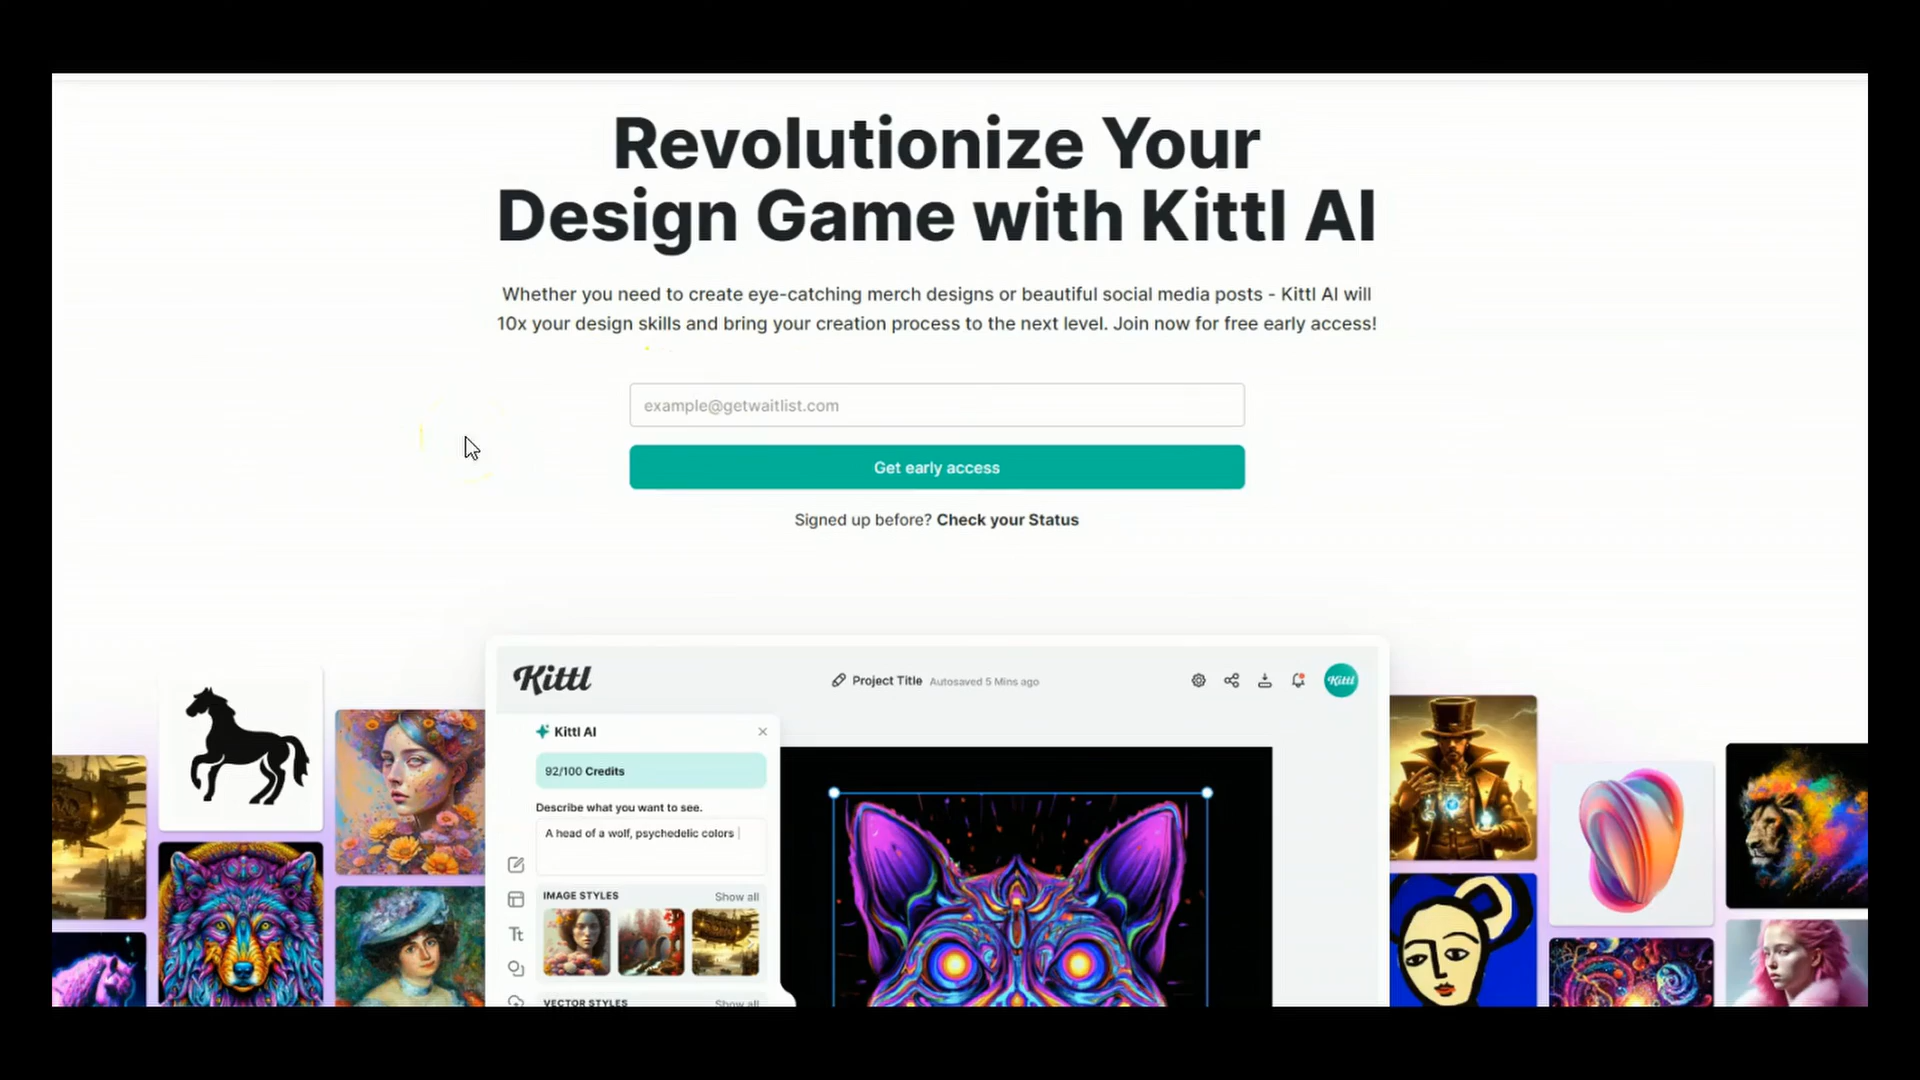 Revolutionize Your
Design Game with Kittl AI
Whether you need to create eye-catching merch designs or beautiful social media posts - Kittl AI will
10x your design skills and bring your creation process to the next level. Join now for free early access!
example@getwaitlist.com
Get early access
Signed up before? Check your Status
Kittl
Project Title Autosaved 5 Mins ago
Kittl
Kittl AI
92/100 Credits
Describe what you want to see.
A head of a wolf, psychedelic colors
Tt
IMAGE STYLES Show all
VECTOR STYLES Show all